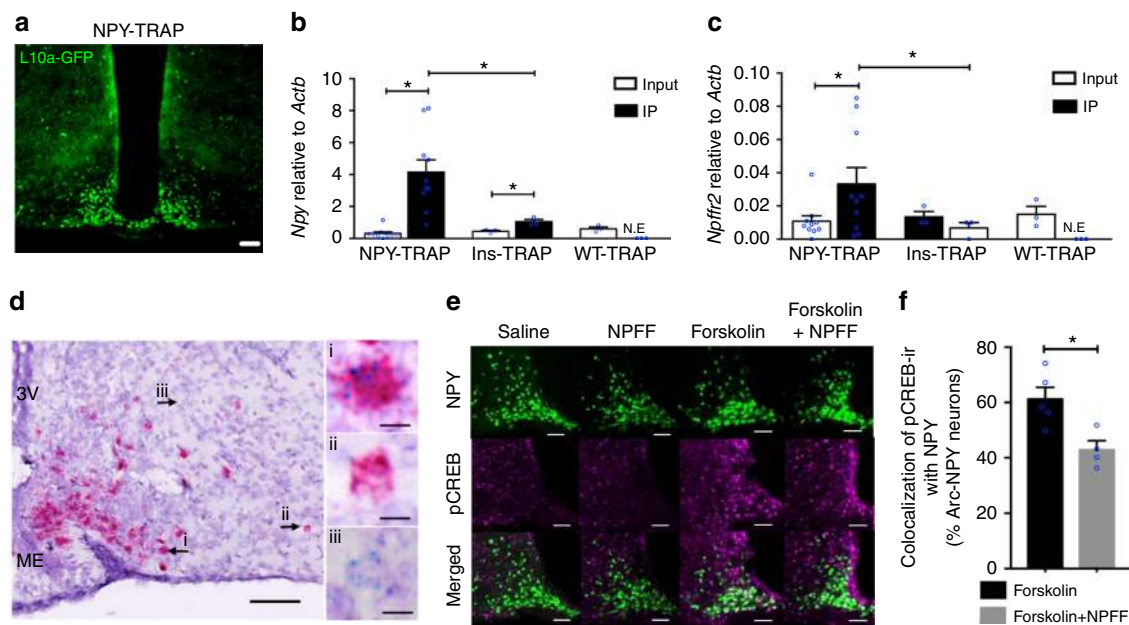 a
NPY-TRAP
L10a-GFP
b
Npy relative to Actb
10
8
6
4
2
0
*
*
*
N.E
Input
IP
NPY-TRAP
Ins-TRAP
WT-TRAP
c
Npffr2 relative to Actb
0.10
0.08
0.06
0.04
0.02
0.00
*
*
N.E
Input
IP
NPY-TRAP
Ins-TRAP
WT-TRAP
d
3V
ME
iii
ii
i
i
ii
iii
e
Saline
NPFF
Forskolin
Forskolin
+ NPFF
NPY
pCREB
Merged
f
Colocalization of pCREB-ir
with NPY
(% Arc-NPY neurons)
80
60
40
20
0
*
Forskolin
Forskolin+NPFF